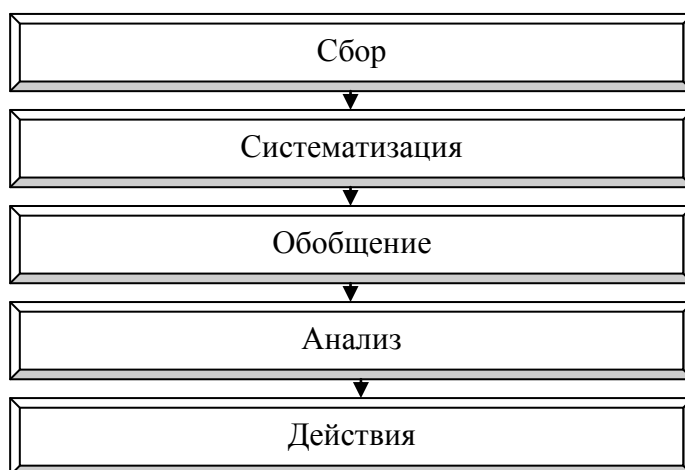 Сбор
Систематизация
Обобщение
Анализ
Действия